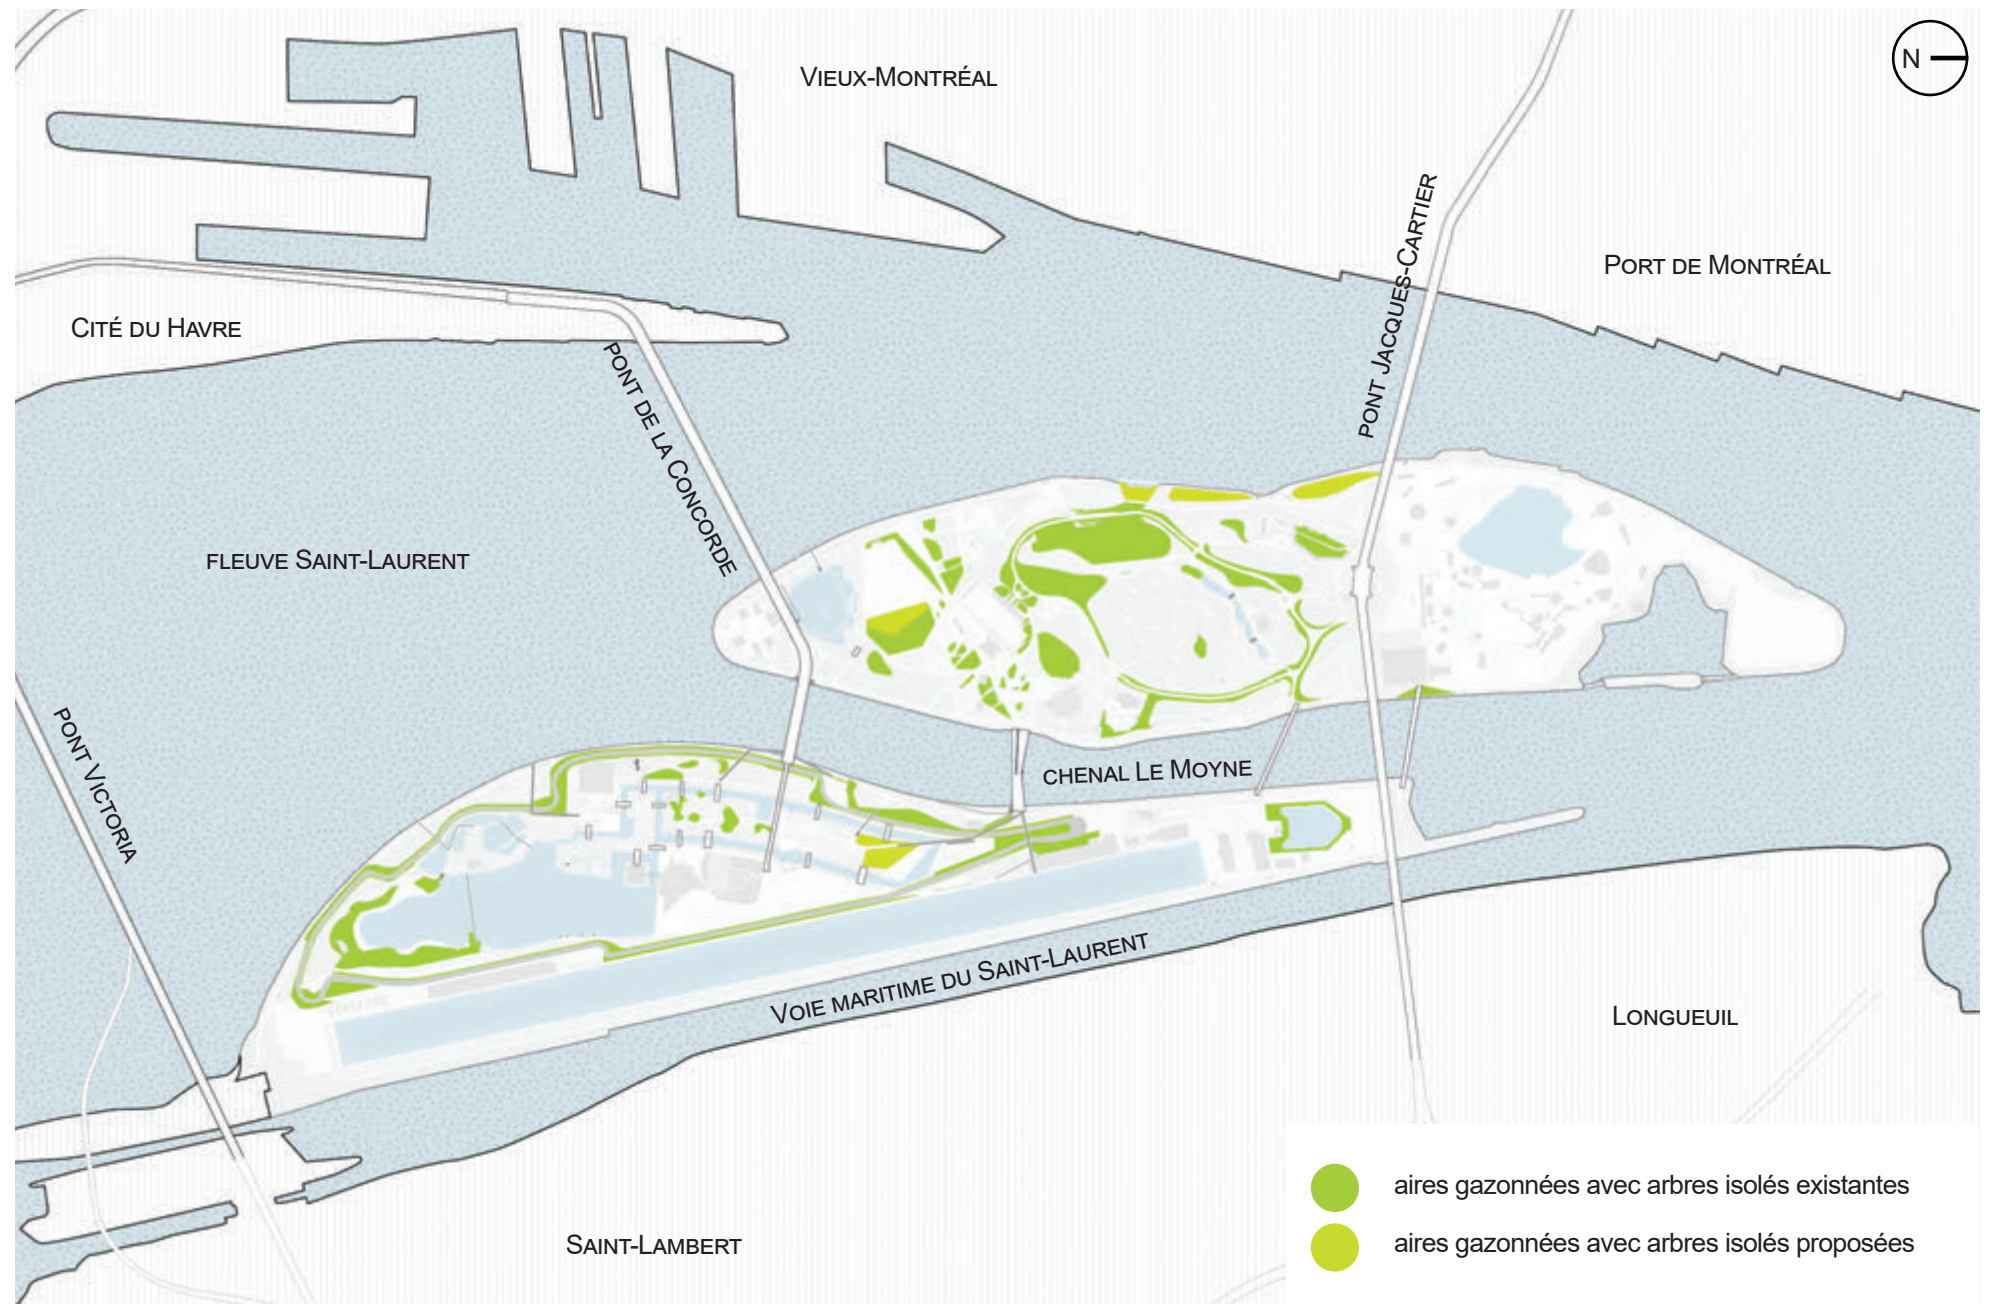 N
Vieux-Montréal
Port de Montréal
pont Jacques-Cartier
Cité du Havre
pont de la Concorde
fleuve Saint-Laurent
pont Victoria
chenal Le Moyne
Voie maritime du Saint-Laurent
Longueuil
aires gazonnées avec arbres isolés existantes
aires gazonnées avec arbres isolés proposées
Saint-Lambert